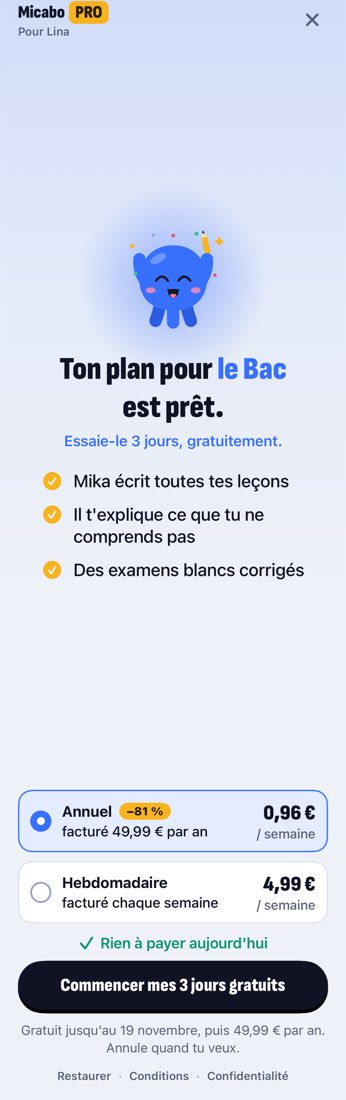 Micabo PRO
Pour Lina
Ton plan pour le Bac
est prêt.
Essaie-le 3 jours, gratuitement.
Mika écrit toutes tes leçons
Il t'explique ce que tu ne
comprends pas
Des examens blancs corrigés
Annuel −81 % 0,96 €
facturé 49,99 € par an / semaine
Hebdomadaire 4,99 €
facturé chaque semaine / semaine
Rien à payer aujourd'hui
Commencer mes 3 jours gratuits
Gratuit jusqu'au 19 novembre, puis 49,99 € par an.
Annule quand tu veux.
Restaurer · Conditions · Confidentialité